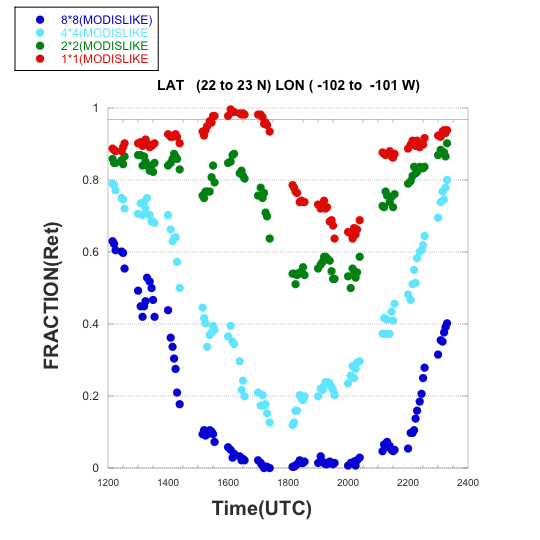 8*8(MODISLIKE)
4*4(MODISLIKE
2*2(MODISLIKE
1*1(MODISLIKE
LAT (22 to 23 N) LON ( -102 to -101 W)
1
0.8
0.6
0.4
0.2
0
FRACTION(Ret)
1200 1400 1600 1800 2000 2200 2400
Time(UTC)